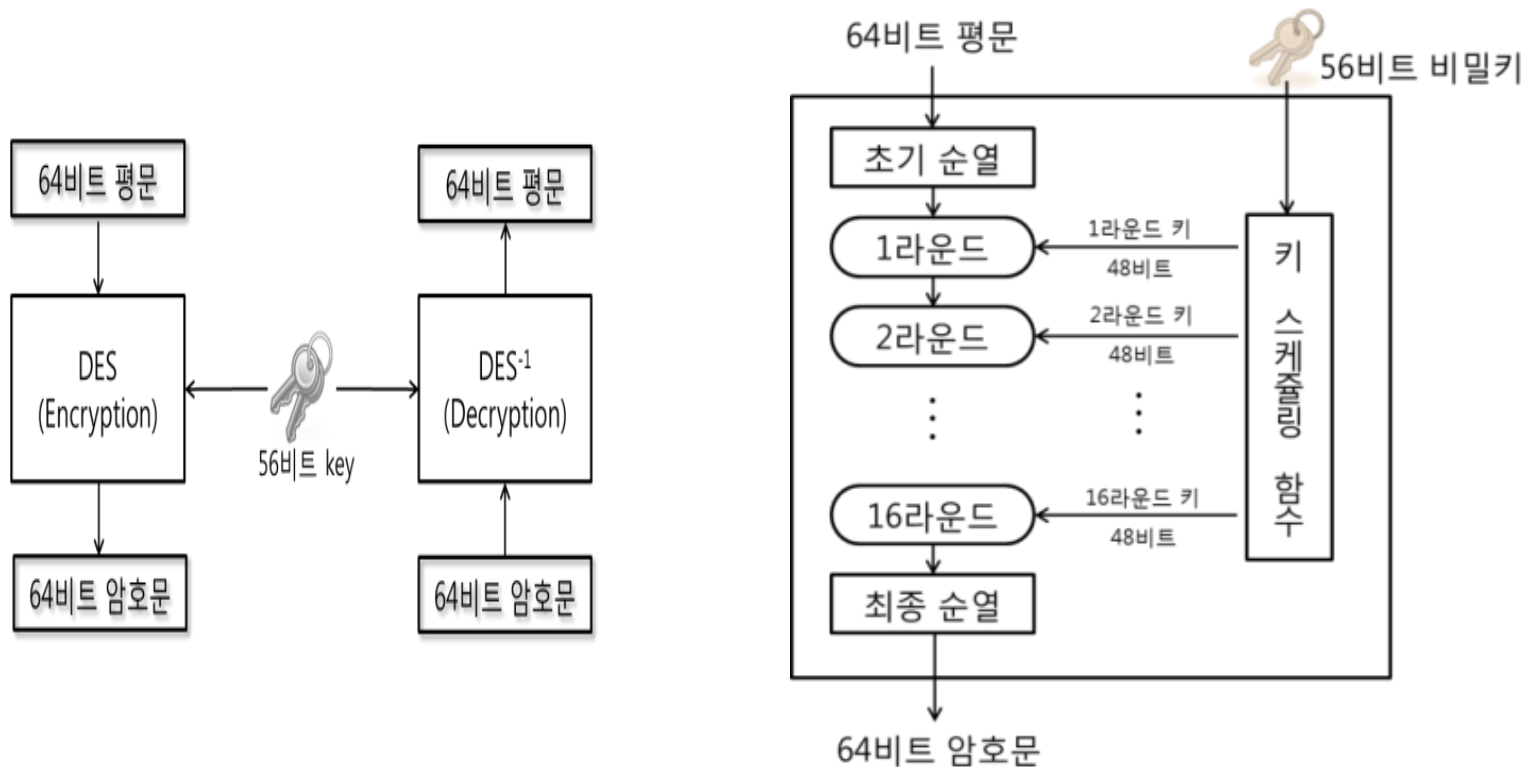 64비트 평문
64비트 평문
DES
(Encryption)
56비트 key
DES-1
(Decryption)
64비트 암호문
64비트 암호문
64비트 평문
56비트 비밀키
초기 순열
1라운드
1라운드 키
48비트
2라운드
2라운드 키
48비트
16라운드
16라운드 키
48비트
키 스케쥴링 함수
최종 순열
64비트 암호문